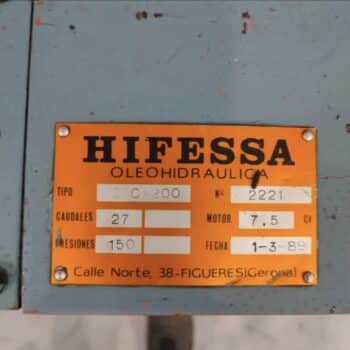 HIFESSA
OLEOHIDRAULICA
TIPO C-200 Nº 2221
CAUDALES 27 MOTOR 7.5 CV
PRESIONES 150 FECHA 1-3-89
Calle Norte, 38-FIGUERES(Gerona)